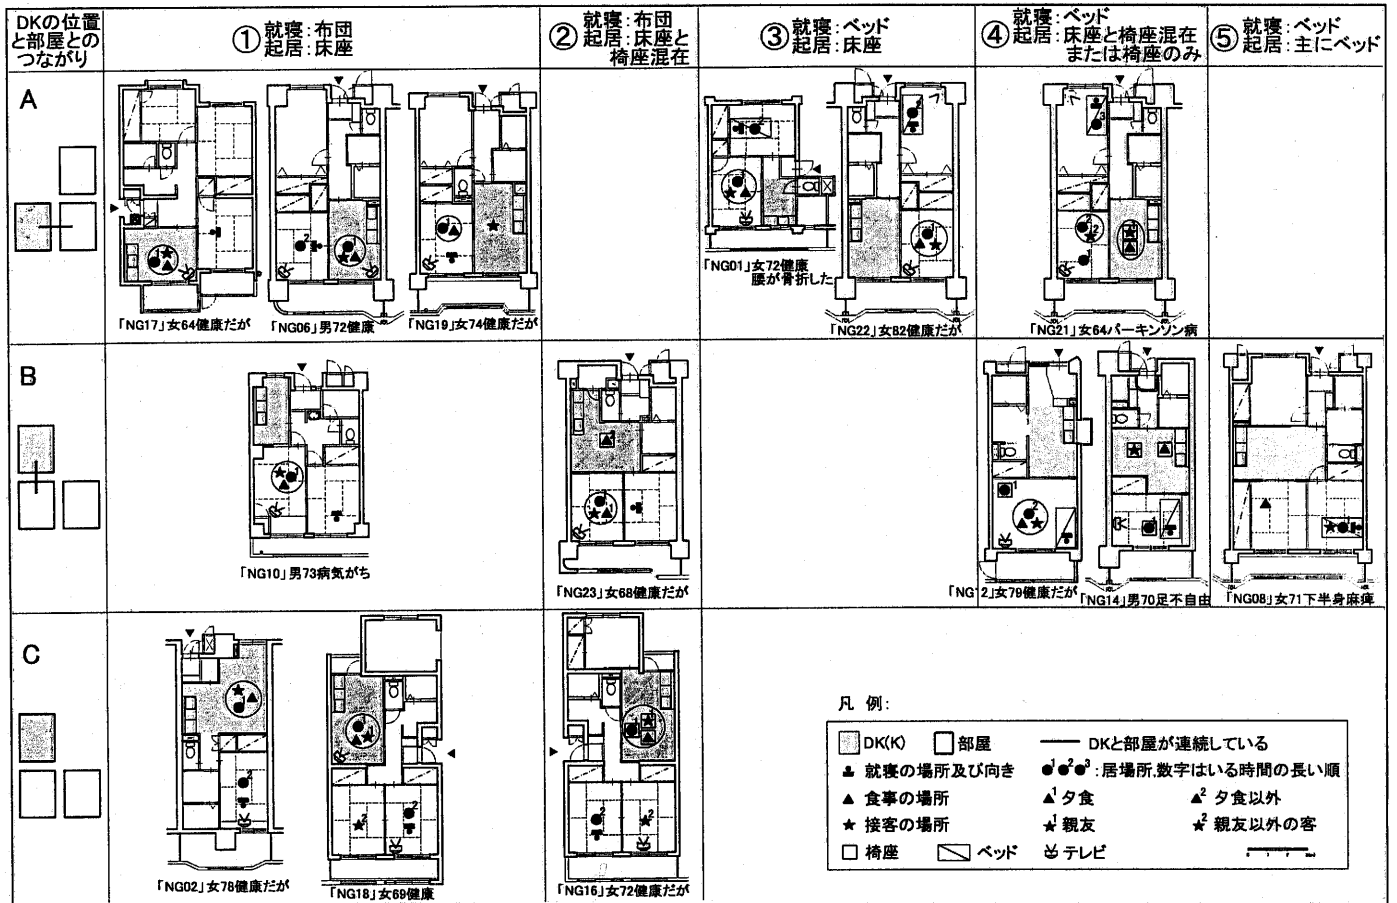 DKの位置
と部屋との
つながり
① 就寝:布団
起居:床座
② 就寝:布団
起居:床座と
椅座混在
③ 就寝:ベッド
起居:床座
④ 就寝:ベッド
起居:床座と椅座混在
または椅座のみ
⑤ 就寝:ベッド
起居:主にベッド
A
「NG17」女64健康だが
「NG06」男72健康
「NG19」女74健康だが
「NG01」女72健康
腰が骨折した
「NG22」女82健康だが
「NG21」女64パーキンソン病
B
「NG10」男73病気がち
「NG23」女68健康だが
「NG12」女79健康だが
「NG14」男70足不自由
「NG08」女71下半身麻痺
C
「NG02」女78健康だが
「NG18」女69健康
「NG16」女72健康だが
凡 例:
DK(K) 部屋 DKと部屋が連続している
就寝の場所及び向き 1 2 3 :居場所,数字はいる時間の長い順
▲ 食事の場所 ▲1 夕食 ▲2 夕食以外
★ 接客の場所 ★1 親友 ★2 親友以外の客
椅座 ベッド テレビ